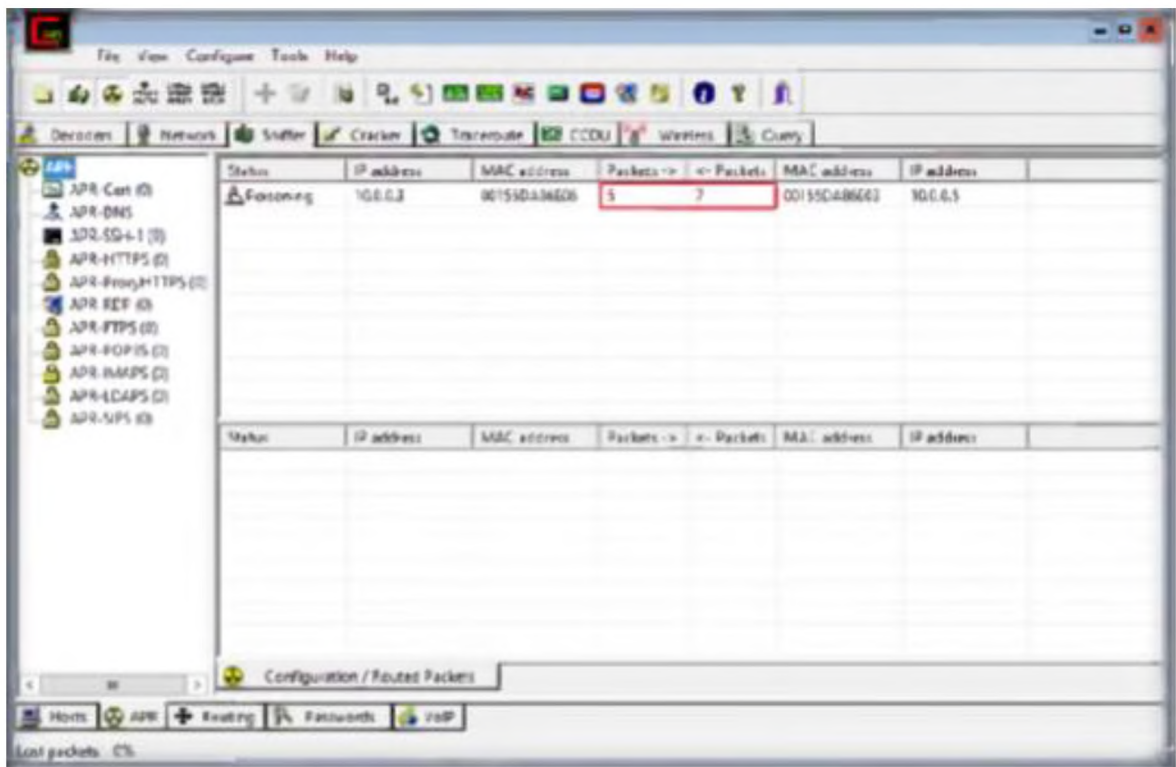 File View Configure Tools Help
Decoders Network Sniffer Cracker Traceroute CCDU Wireless Query
APR
APR-Cert (0)
APR-DNS
APR-SSH-1 (0)
APR-HTTPS (0)
APR-ProxyHTTPS (0)
APR-RDP (0)
APR-FTPS (0)
APR-POP3S (0)
APR-IMAPS (0)
APR-LDAPS (0)
APR-SIPS (0)
Status IP address MAC address Packets -> <- Packets MAC address IP address
Poisoning 10.0.0.3 5 7 10.0.0.5
Status IP address MAC address Packets -> <- Packets MAC address IP address
Configuration / Routed Packets
Hosts APR Routing Passwords VoIP
Lost packets: 0%